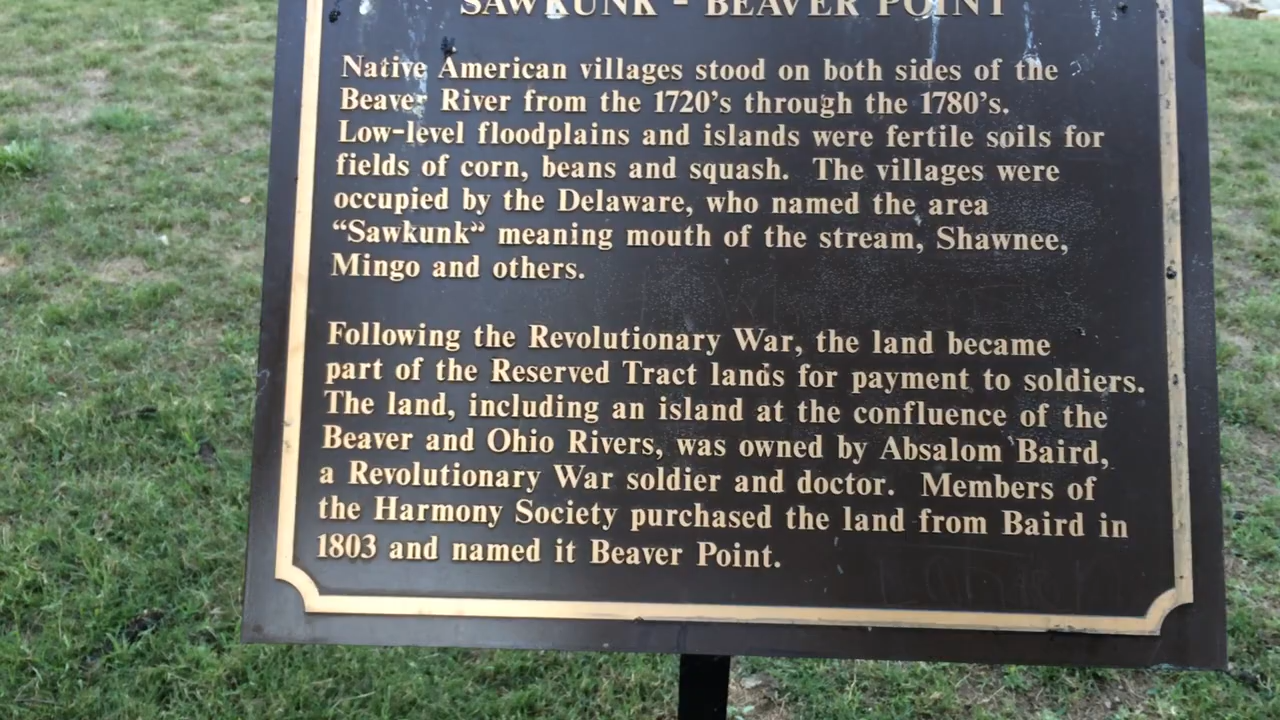 SAWKUNK - BEAVER POINT
Native American villages stood on both sides of the
Beaver River from the 1720's through the 1780's.
Low-level floodplains and islands were fertile soils for
fields of corn, beans and squash. The villages were
occupied by the Delaware, who named the area
“Sawkunk” meaning mouth of the stream, Shawnee,
Mingo and others.
Following the Revolutionary War, the land became
part of the Reserved Tract lands for payment to soldiers.
The land, including an island at the confluence of the
Beaver and Ohio Rivers, was owned by Absalom Baird,
a Revolutionary War soldier and doctor. Members of
the Harmony Society purchased the land from Baird in
1803 and named it Beaver Point.